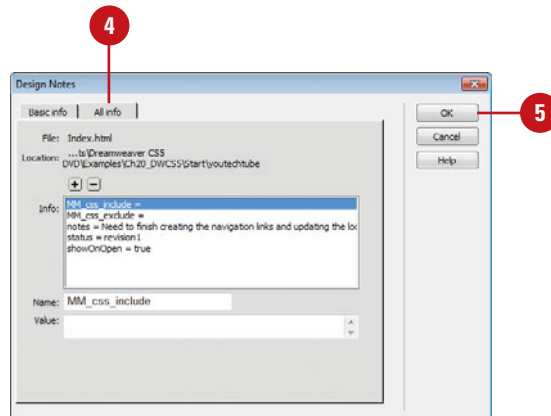 4
Design Notes
Basic info All info
OK
5
File: Index.html
Cancel
Location: ...ts\Dreamweaver CS5
DVD\Examples\Ch20_DWCS5\Start\youtechtube
Help
Info: MM_css_include =
MM_css_exclude =
notes = Need to finish creating the navigation links and updating the loc
status = revision1
showOnOpen = true
Name: MM_css_include
Value: